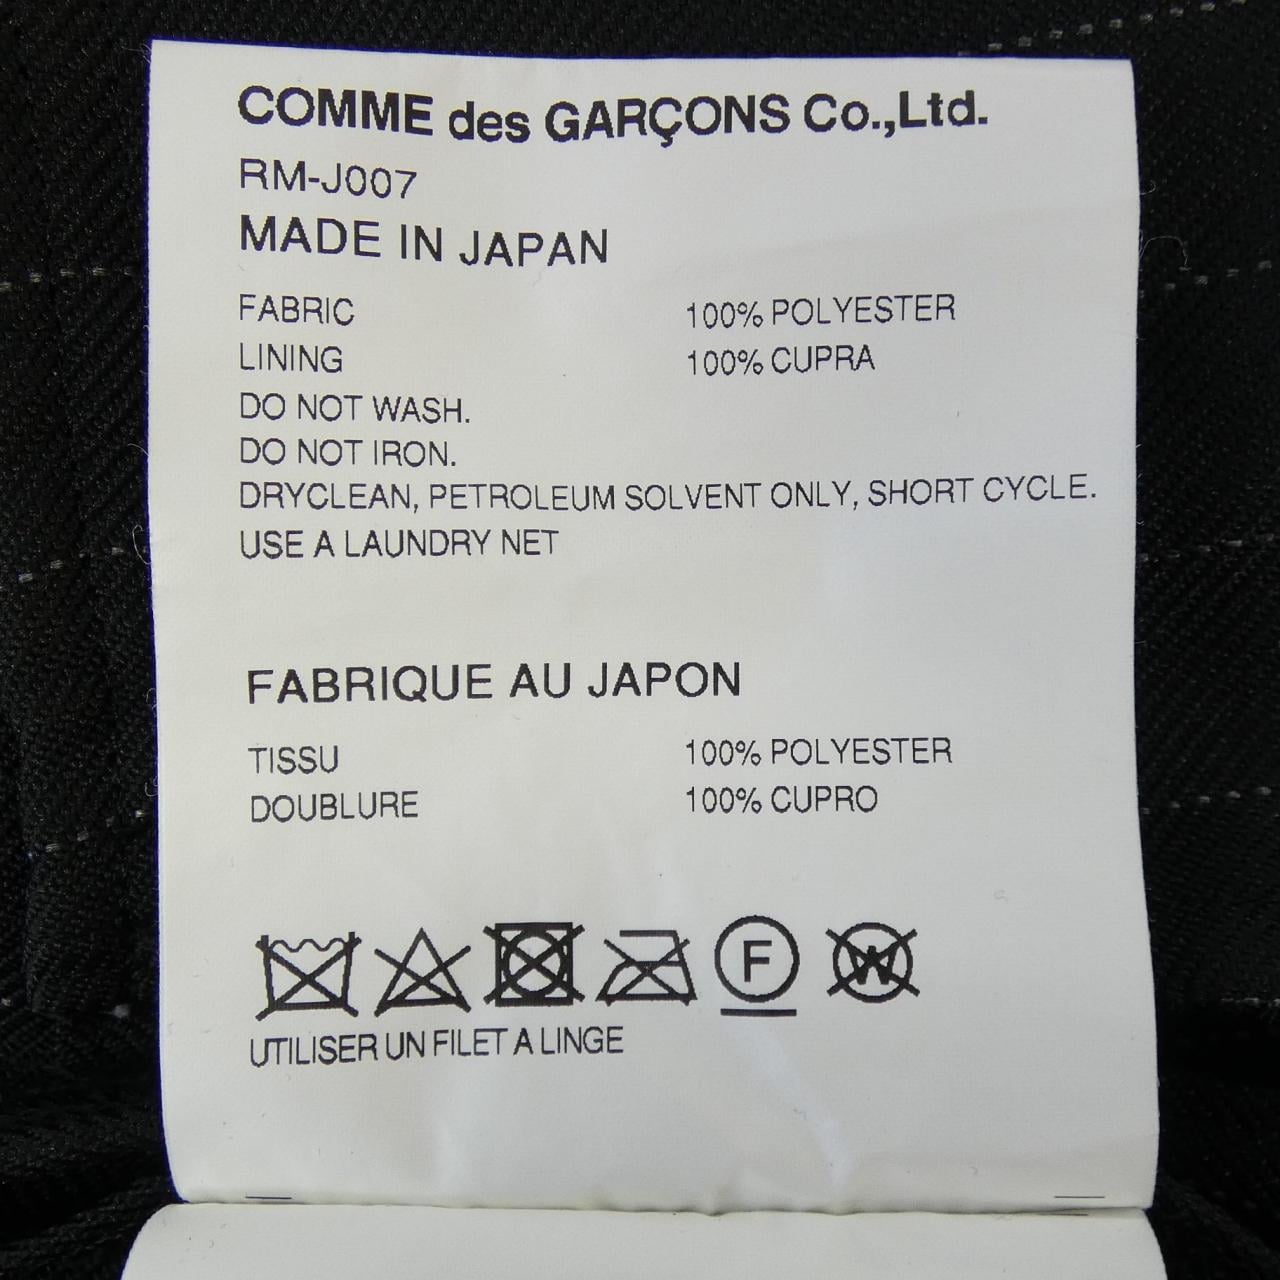 COMME des GARÇONS Co.,Ltd.
RM-J007
MADE IN JAPAN
FABRIC 100% POLYESTER
LINING 100% CUPRA
DO NOT WASH.
DO NOT IRON.
DRYCLEAN, PETROLEUM SOLVENT ONLY, SHORT CYCLE.
USE A LAUNDRY NET
FABRIQUE AU JAPON
TISSU 100% POLYESTER
DOUBLURE 100% CUPRO
F W
UTILISER UN FILET A LINGE